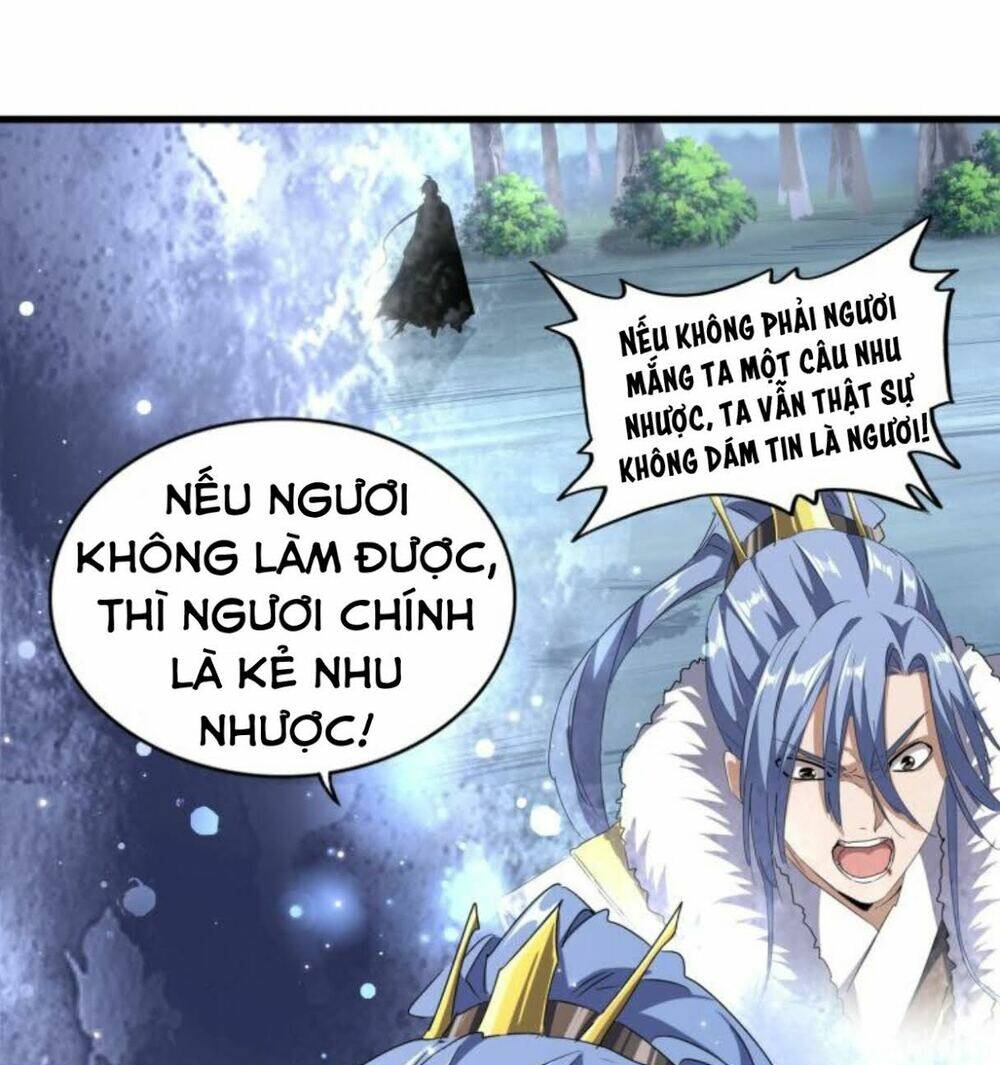 NẾU KHÔNG PHẢI NGƯƠI
MẮNG TA MỘT CÂU NHU
NHƯỢC, TA VẪN THẬT SỰ
KHÔNG DÁM TIN LÀ NGƯƠI!
NẾU NGƯƠI
KHÔNG LÀM ĐƯỢC,
THÌ NGƯƠI CHÍNH
LÀ KẺ NHU
NHƯỢC!